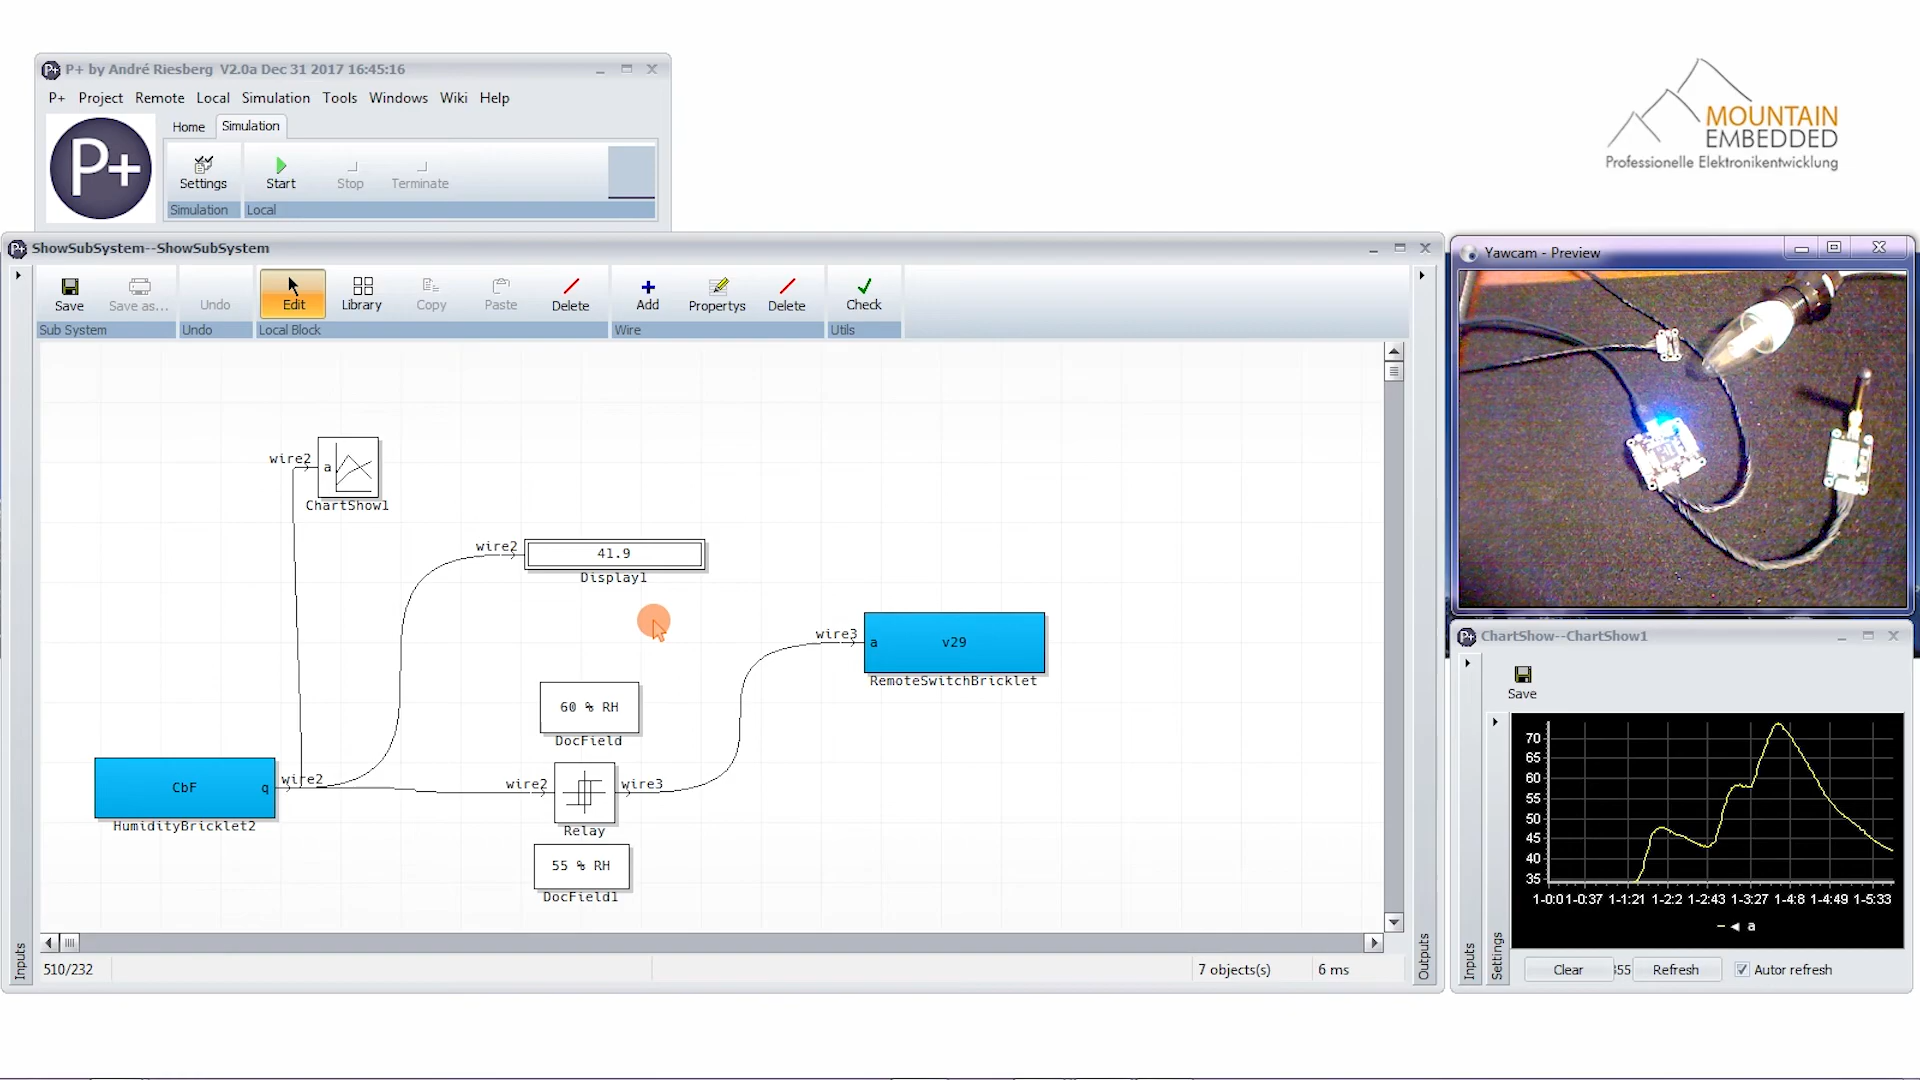 P+ by André Riesberg V2.0a Dec 31 2017 16:45:16
P+ Project Remote Local Simulation Tools Windows Wiki Help
Home Simulation
P+
Settings Start Stop Terminate
Simulation Local
MOUNTAIN
EMBEDDED
Professionelle Elektronikentwicklung
ShowSubSystem--ShowSubSystem
Save Save as... Undo Edit Library Copy Paste Delete Add Propertys Delete Check
Sub System Undo Local Block Wire Utils
wire2 a
ChartShow1
wire2 41.9
Display1
wire3 a v29
RemoteSwitchBricklet
60 % RH
DocField
CbF q wire2
HumidityBricklet2
wire2 wire3
Relay
55 % RH
DocField1
Inputs
Outputs
510/232 7 objects(s) 6 ms
Yawcam - Preview
ChartShow--ChartShow1
Save
70
65
60
55
50
45
40
35
1-0:01-0:37 1-1:21 1-2:2 1-2:43 1-3:27 1-4:8 1-4:49 1-5:33
a
Inputs
Settings
Clear 355 Refresh Autor refresh